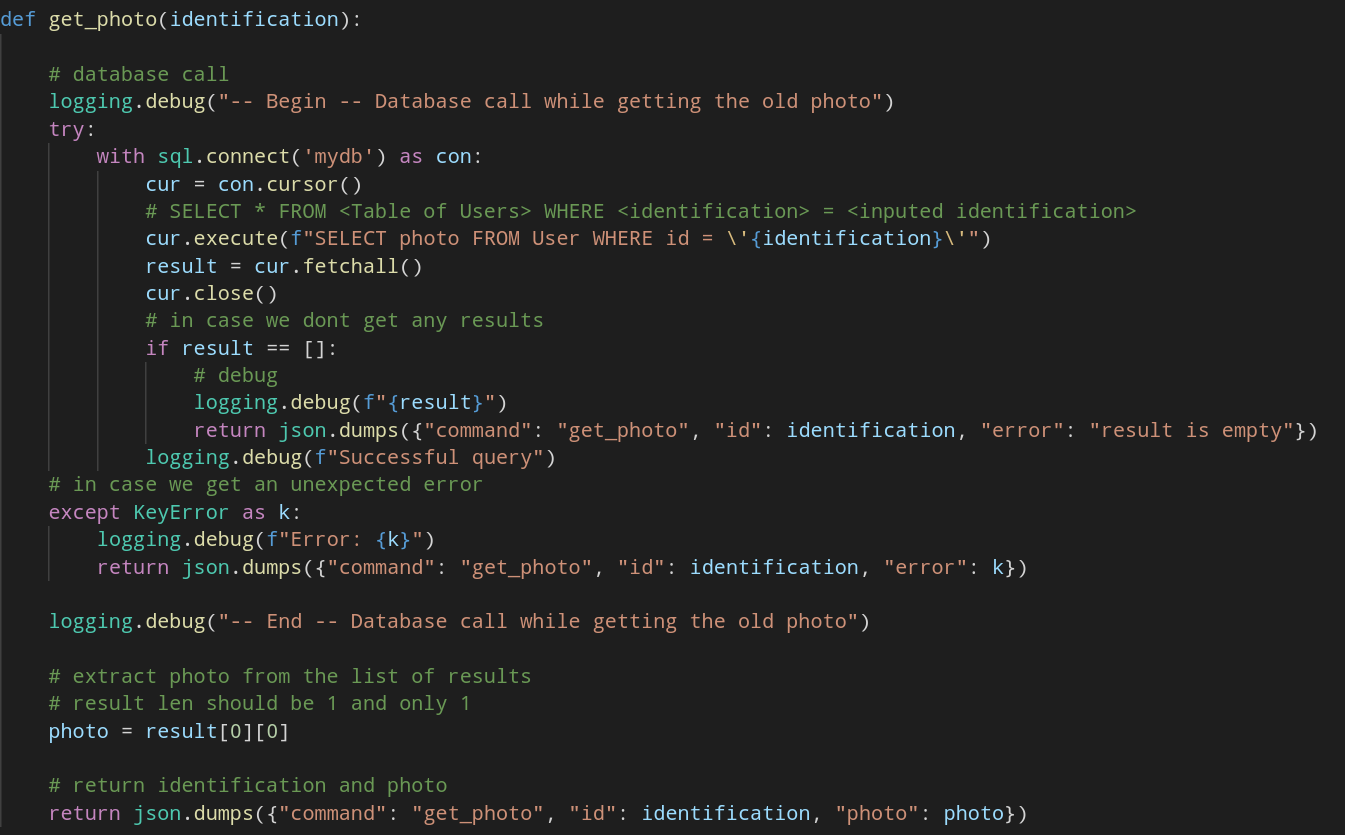 def get_photo(identification):
# database call
logging.debug("-- Begin -- Database call while getting the old photo")
try:
with sql.connect('mydb') as con:
cur = con.cursor()
# SELECT * FROM <Table of Users> WHERE <identification> = <inputed identification>
cur.execute(f"SELECT photo FROM User WHERE id = \'{identification}\'")
result = cur.fetchall()
cur.close()
# in case we dont get any results
if result == []:
# debug
logging.debug(f"{result}")
return json.dumps({"command": "get_photo", "id": identification, "error": "result is empty"})
logging.debug(f"Successful query")
# in case we get an unexpected error
except KeyError as k:
logging.debug(f"Error: {k}")
return json.dumps({"command": "get_photo", "id": identification, "error": k})
logging.debug("-- End -- Database call while getting the old photo")
# extract photo from the list of results
# result len should be 1 and only 1
photo = result[0][0]
# return identification and photo
return json.dumps({"command": "get_photo", "id": identification, "photo": photo})